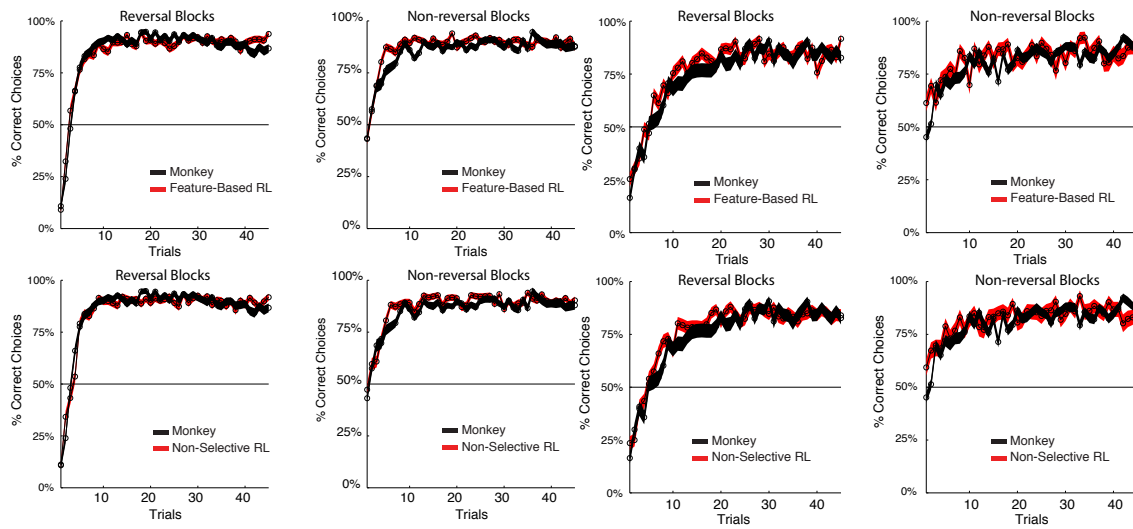 Reversal Blocks
100%
75%
50%
25%
0%
% Correct Choices
Monkey
Feature-Based RL
10
20
30
40
Trials
Non-reversal Blocks
100%
75%
50%
25%
0%
% Correct Choices
Monkey
Feature-Based RL
10
20
30
40
Trials
Reversal Blocks
100%
75%
50%
25%
0%
% Correct Choices
Monkey
Feature-Based RL
10
20
30
40
Trials
Non-reversal Blocks
100%
75%
50%
25%
0%
% Correct Choices
Monkey
Feature-Based RL
10
20
30
40
Trials
Reversal Blocks
100%
75%
50%
25%
0%
% Correct Choices
Monkey
Non-Selective RL
10
20
30
40
Trials
Non-reversal Blocks
100%
75%
50%
25%
0%
% Correct Choices
Monkey
Non-Selective RL
10
20
30
40
Trials
Reversal Blocks
100%
75%
50%
25%
0%
% Correct Choices
Monkey
Non-Selective RL
10
20
30
40
Trials
Non-reversal Blocks
100%
75%
50%
25%
0%
% Correct Choices
Monkey
Non-Selective RL
10
20
30
40
Trials